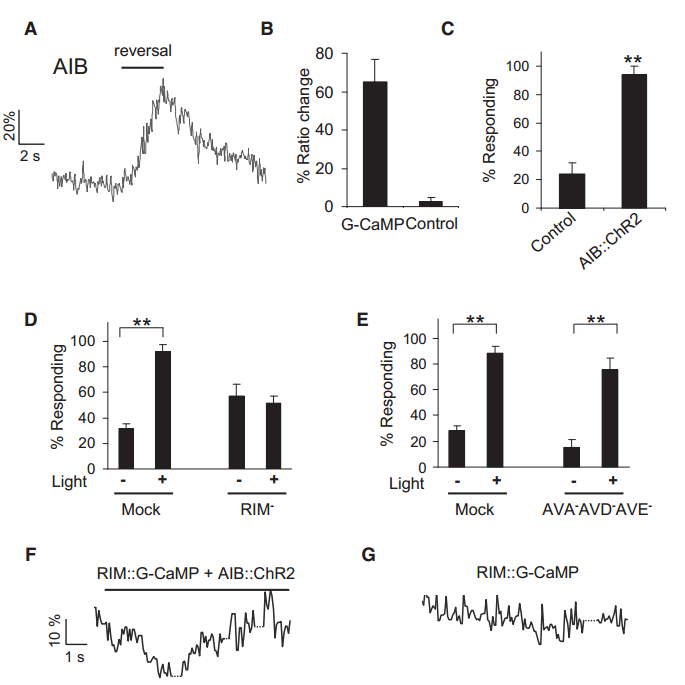 A
AIB
reversal
20%
2 s
B
% Ratio change
80
60
40
20
0
G-CaMP Control
C
% Responding
100
80
60
40
20
0
**
Control
AIB::ChR2
D
% Responding
100
80
60
40
20
0
**
Light - + - +
Mock RIM-
E
% Responding
100
80
60
40
20
0
** **
Light - + - +
Mock AVA-AVD-AVE-
F
RIM::G-CaMP + AIB::ChR2
10 %
1 s
G
RIM::G-CaMP